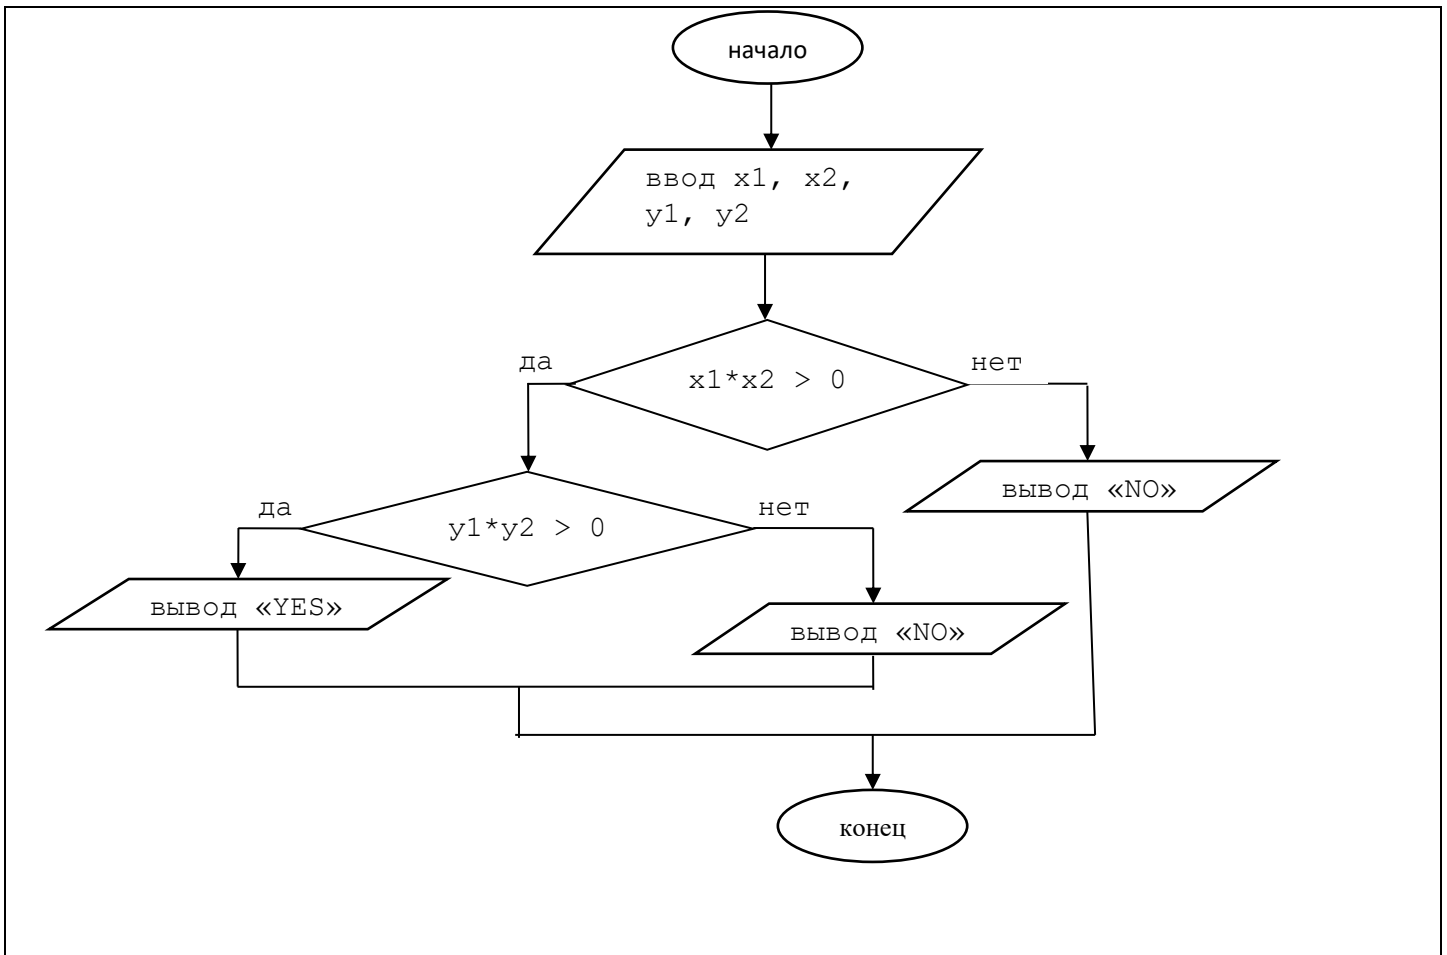 начало
ввод x1, x2,
y1, y2
да
x1*x2 > 0
нет
вывод «NO»
да
y1*y2 > 0
нет
вывод «YES»
вывод «NO»
конец